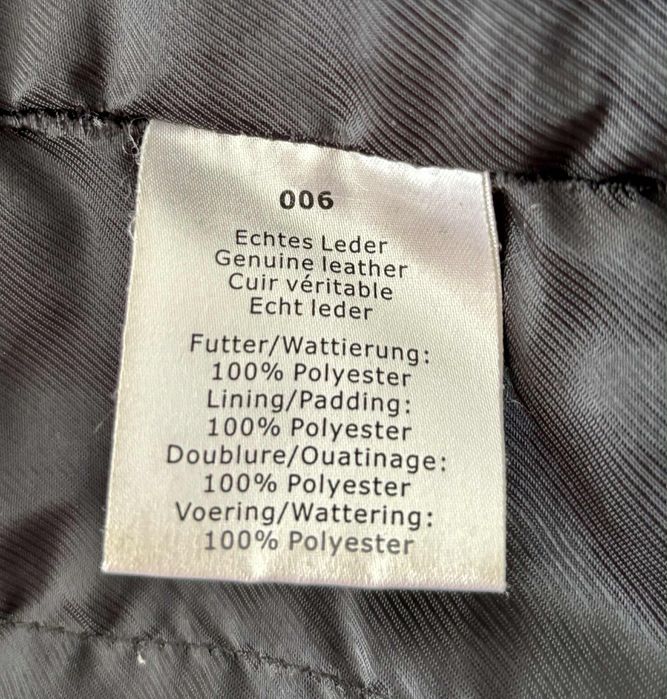 006
Echtes Leder
Genuine leather
Cuir véritable
Echt leder
Futter/Wattierung:
100% Polyester
Lining/Padding:
100% Polyester
Doublure/Ouatinage:
100% Polyester
Voering/Wattering:
100% Polyester